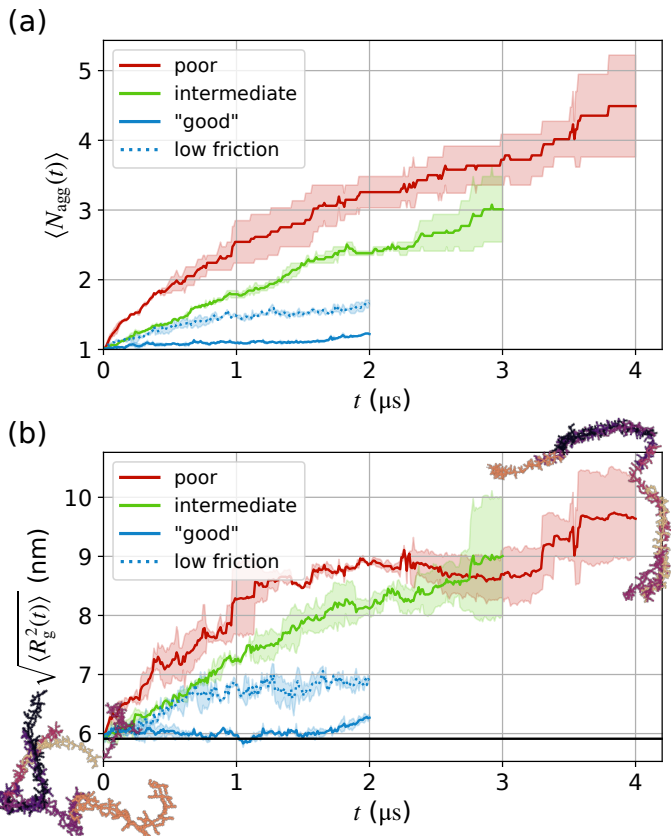 (a)
5
4
3
2
1
⟨N_agg(t)⟩
poor
intermediate
"good"
low friction
0
1
2
3
4
t (μs)
(b)
10
9
8
7
6
√⟨R_g^2(t)⟩ (nm)
poor
intermediate
"good"
low friction
0
1
2
3
4
t (μs)